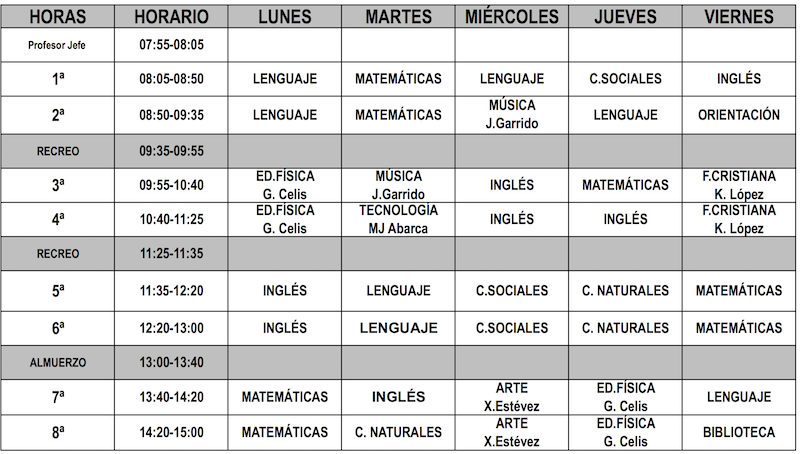 HORAS HORARIO LUNES MARTES MIÉRCOLES JUEVES VIERNES
Profesor Jefe 07:55-08:05
1ª 08:05-08:50 LENGUAJE MATEMÁTICAS LENGUAJE C.SOCIALES INGLÉS
2ª 08:50-09:35 LENGUAJE MATEMÁTICAS MÚSICA J.Garrido LENGUAJE ORIENTACIÓN
RECREO 09:35-09:55
3ª 09:55-10:40 ED.FÍSICA G. Celis MÚSICA J.Garrido INGLÉS MATEMÁTICAS F.CRISTIANA K. López
4ª 10:40-11:25 ED.FÍSICA G. Celis TECNOLOGÍA MJ Abarca INGLÉS INGLÉS F.CRISTIANA K. López
RECREO 11:25-11:35
5ª 11:35-12:20 INGLÉS LENGUAJE C.SOCIALES C. NATURALES MATEMÁTICAS
6ª 12:20-13:00 INGLÉS LENGUAJE C.SOCIALES C. NATURALES MATEMÁTICAS
ALMUERZO 13:00-13:40
7ª 13:40-14:20 MATEMÁTICAS INGLÉS ARTE X.Estévez ED.FÍSICA G. Celis LENGUAJE
8ª 14:20-15:00 MATEMÁTICAS C. NATURALES ARTE X.Estévez ED.FÍSICA G. Celis BIBLIOTECA